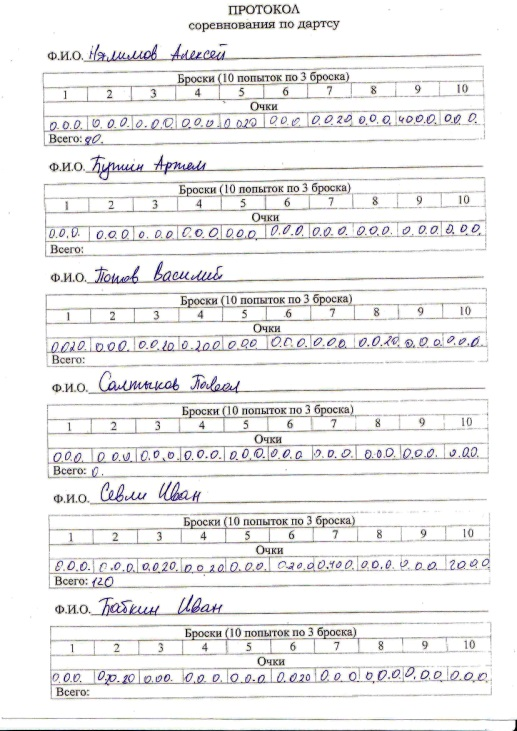 ПРОТОКОЛ
соревнования по дартсу
Ф.И.О. Нялимов Алексей
Броски (10 попыток по 3 броска)
1 2 3 4 5 6 7 8 9 10
Очки
0.0.0. 0.0.0. 0.0.0 0.0.0 0 020 0.0.0 0.0.20 0.0.0. 40.0.0. 0.0 0.
Всего: 80.
Ф.И.О. Артем
Броски (10 попыток по 3 броска)
1 2 3 4 5 6 7 8 9 10
Очки
0.0.0. 0.0.0 0.0.0 0.0.0 0.0.0. 0.0.0. 0.0.0. 0.0.0. 0.0.0 0.0.0.
Всего:
Ф.И.О. Попов Василий
Броски (10 попыток по 3 броска)
1 2 3 4 5 6 7 8 9 10
Очки
0.020 0.0.0. 0.0.20 0.200 0.0.0 0.0.0 0.0.0. 0.0.20 0.0.0 0.0.0.
Всего:
Ф.И.О. Салтыков Павел
Броски (10 попыток по 3 броска)
1 2 3 4 5 6 7 8 9 10
Очки
0.0.0. 0.0.0. 0.0.0 0.0.0. 0.0.0. 0.0.0 0.0.0. 0.0.0. 0.0.0. 0.0.0.
Всего: 0.
Ф.И.О. Севли Иван
Броски (10 попыток по 3 броска)
1 2 3 4 5 6 7 8 9 10
Очки
0.0.0. 0.0.0. 0.0.20. 0.0 20 0.0.0. 0.20.0 0.40.0. 0.0.0. 0.0.0. 20.0.0
Всего: 120
Ф.И.О. Бабкин Иван
Броски (10 попыток по 3 броска)
1 2 3 4 5 6 7 8 9 10
Очки
0.0.0. 0.20.20 0.00. 0.0.0 0.0.0 0.020 0.0.0 0.0.0 0.0.0. 0.0.0.
Всего: